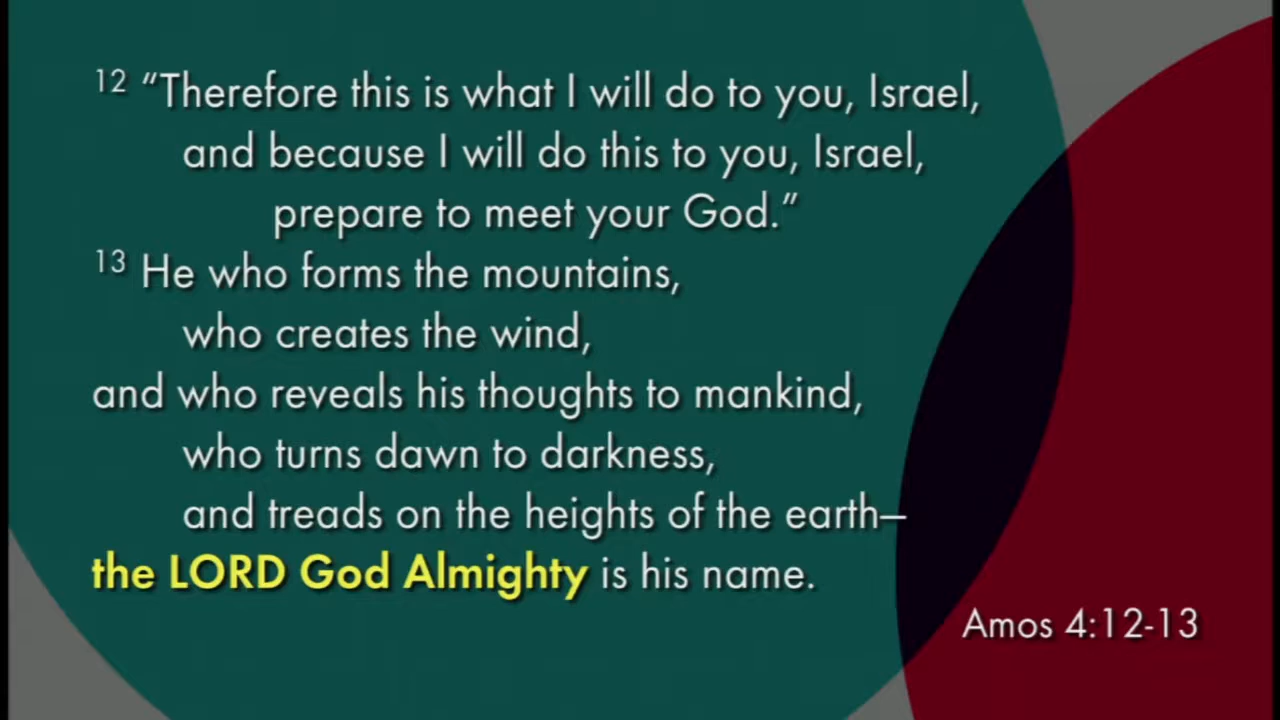 12 “Therefore this is what I will do to you, Israel,
and because I will do this to you, Israel,
prepare to meet your God.”
13 He who forms the mountains,
who creates the wind,
and who reveals his thoughts to mankind,
who turns dawn to darkness,
and treads on the heights of the earth—
the LORD God Almighty is his name.
Amos 4:12-13